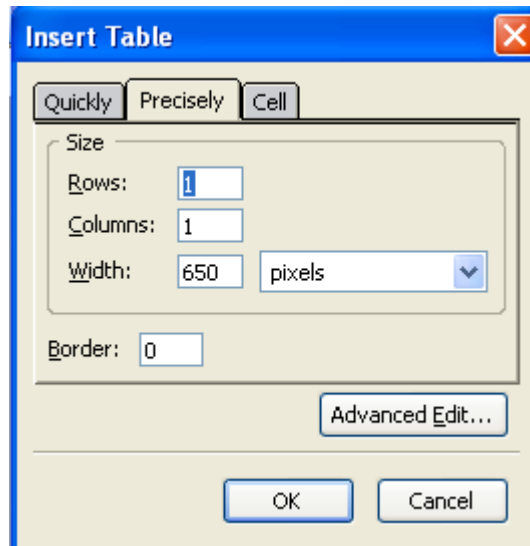 Insert Table
Quickly Precisely Cell
Size
Rows: 1
Columns: 1
Width: 650 pixels
Border: 0
Advanced Edit...
OK Cancel